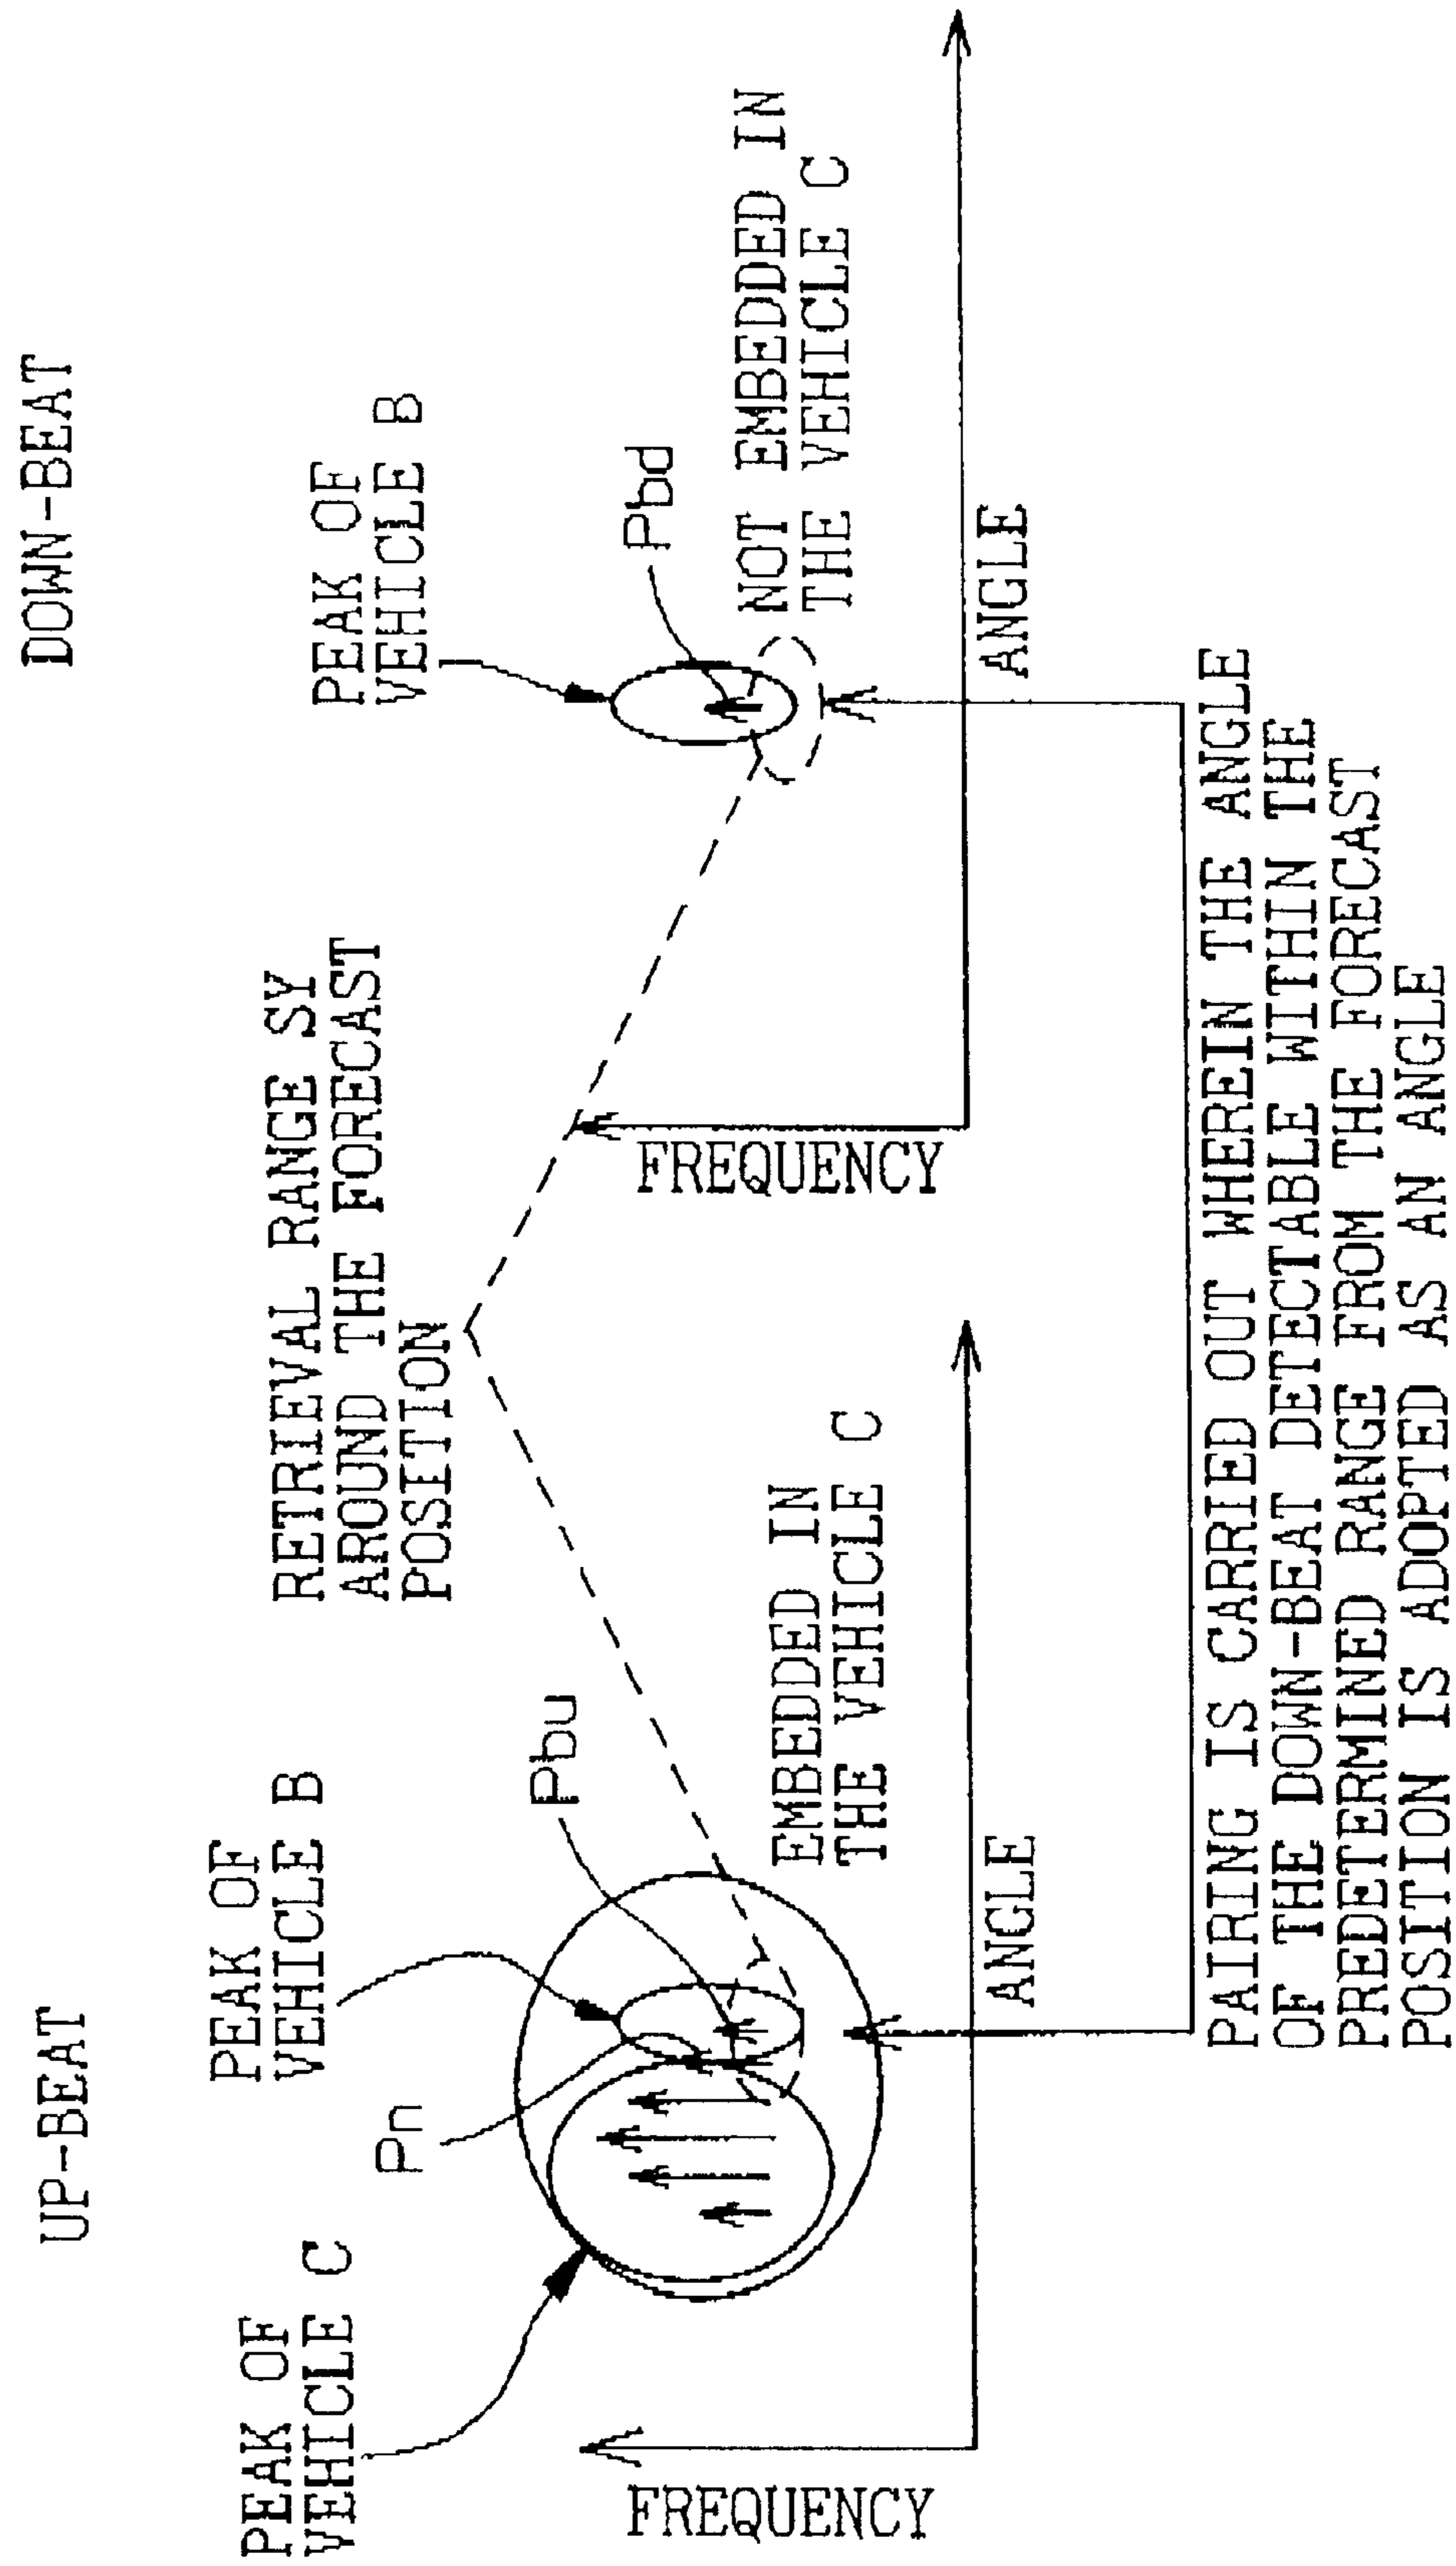 UP-BEAT
PEAK OF
VEHICLE C
Pn
PEAK OF
VEHICLE B
Pbu
EMBEDDED IN
THE VEHICLE C
FREQUENCY
ANGLE
RETRIEVAL RANGE SY
AROUND THE FORECAST
POSITION
DOWN-BEAT
PEAK OF
VEHICLE B
Pbd
NOT EMBEDDED IN
THE VEHICLE C
FREQUENCY
ANGLE
PAIRING IS CARRIED OUT WHEREIN THE ANGLE
OF THE DOWN-BEAT DETECTABLE WITHIN THE
PREDETERMINED RANGE FROM THE FORECAST
POSITION IS ADOPTED AS AN ANGLE